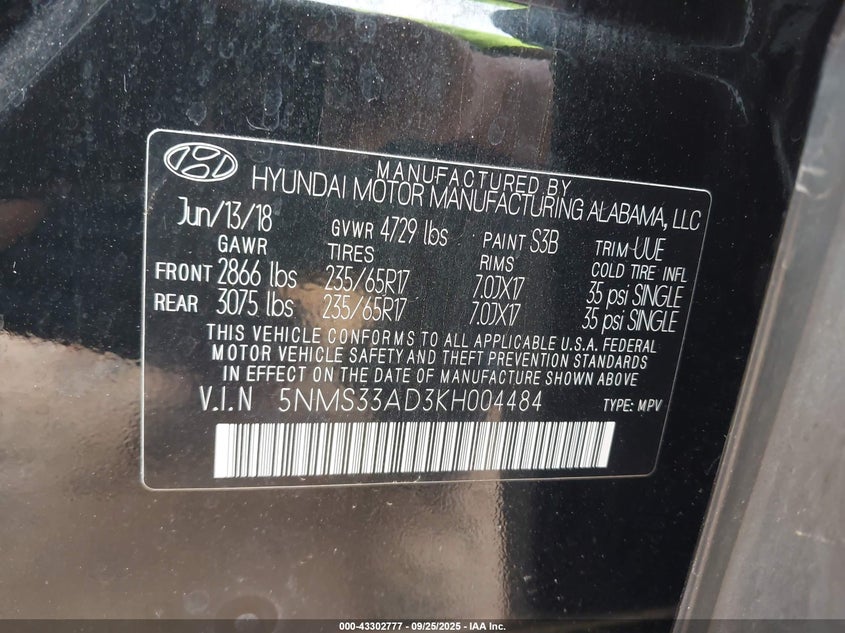 MANUFACTURED BY
HYUNDAI MOTOR MANUFACTURING ALABAMA, LLC
Jun/13/18 GVWR 4729 lbs PAINT S3B TRIM UUE
GAWR TIRES RIMS COLD TIRE INFL
FRONT 2866 lbs 235/65R17 7.0JX17 35 psi SINGLE
REAR 3075 lbs 235/65R17 7.0JX17 35 psi SINGLE
THIS VEHICLE CONFORMS TO ALL APPLICABLE U.S.A. FEDERAL
MOTOR VEHICLE SAFETY AND THEFT PREVENTION STANDARDS
IN EFFECT ON THE DATE OF MANUFACTURE SHOWN ABOVE
V.I.N 5NMS33AD3KH004484 TYPE: MPV
000-43302777 - 09/25/2025 - IAA Inc.